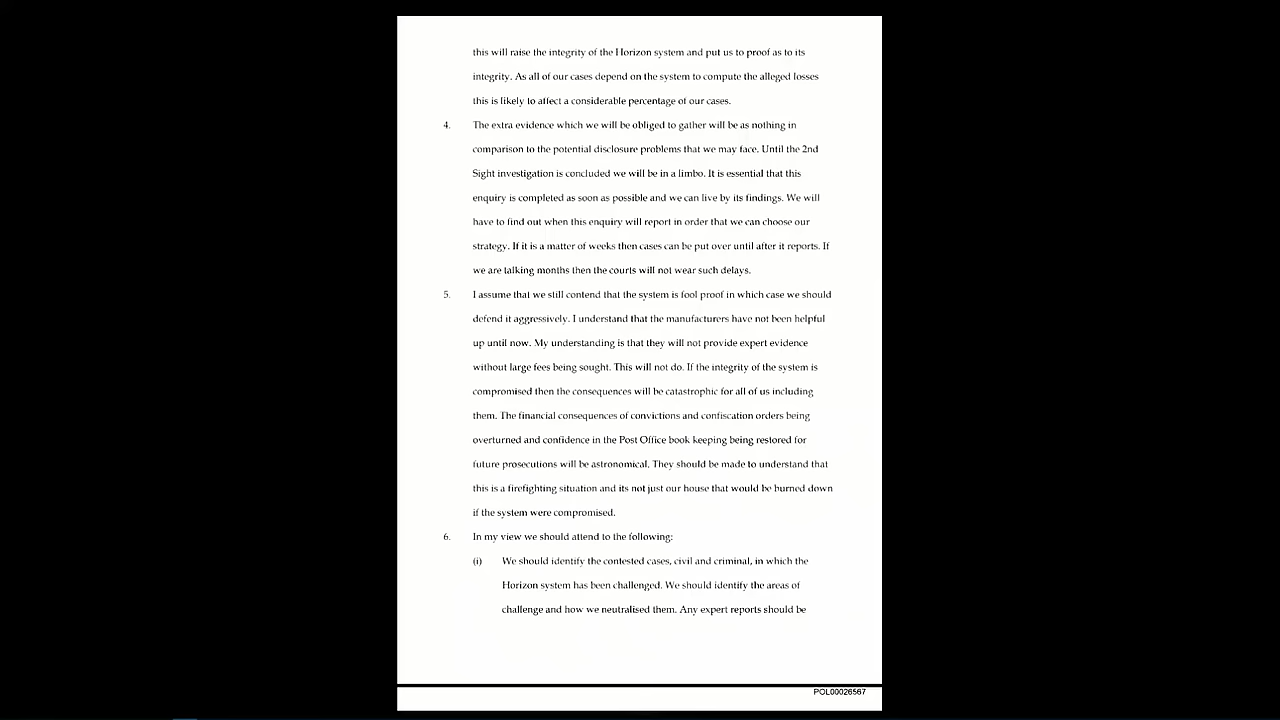 this will raise the integrity of the Horizon system and put us to proof as to its
integrity. As all of our cases depend on the system to compute the alleged losses
this is likely to affect a considerable percentage of our cases.
4. The extra evidence which we will be obliged to gather will be as nothing in
comparison to the potential disclosure problems that we may face. Until the 2nd
Sight investigation is concluded we will be in a limbo. It is essential that this
enquiry is completed as soon as possible and we can live by its findings. We will
have to find out when this enquiry will report in order that we can choose our
strategy. If it is a matter of weeks then cases can be put over until after it reports. If
we are talking months then the courts will not wear such delays.
5. I assume that we still contend that the system is fool proof in which case we should
defend it aggressively. I understand that the manufacturers have not been helpful
up until now. My understanding is that they will not provide expert evidence
without large fees being sought. This will not do. If the integrity of the system is
compromised then the consequences will be catastrophic for all of us including
them. The financial consequences of convictions and confiscation orders being
overturned and confidence in the Post Office book keeping being restored for
future prosecutions will be astronomical. They should be made to understand that
this is a firefighting situation and its not just our house that would be burned down
if the system were compromised.
6. In my view we should attend to the following:
(i) We should identify the contested cases, civil and criminal, in which the
Horizon system has been challenged. We should identify the areas of
challenge and how we neutralised them. Any expert reports should be
POL00026567